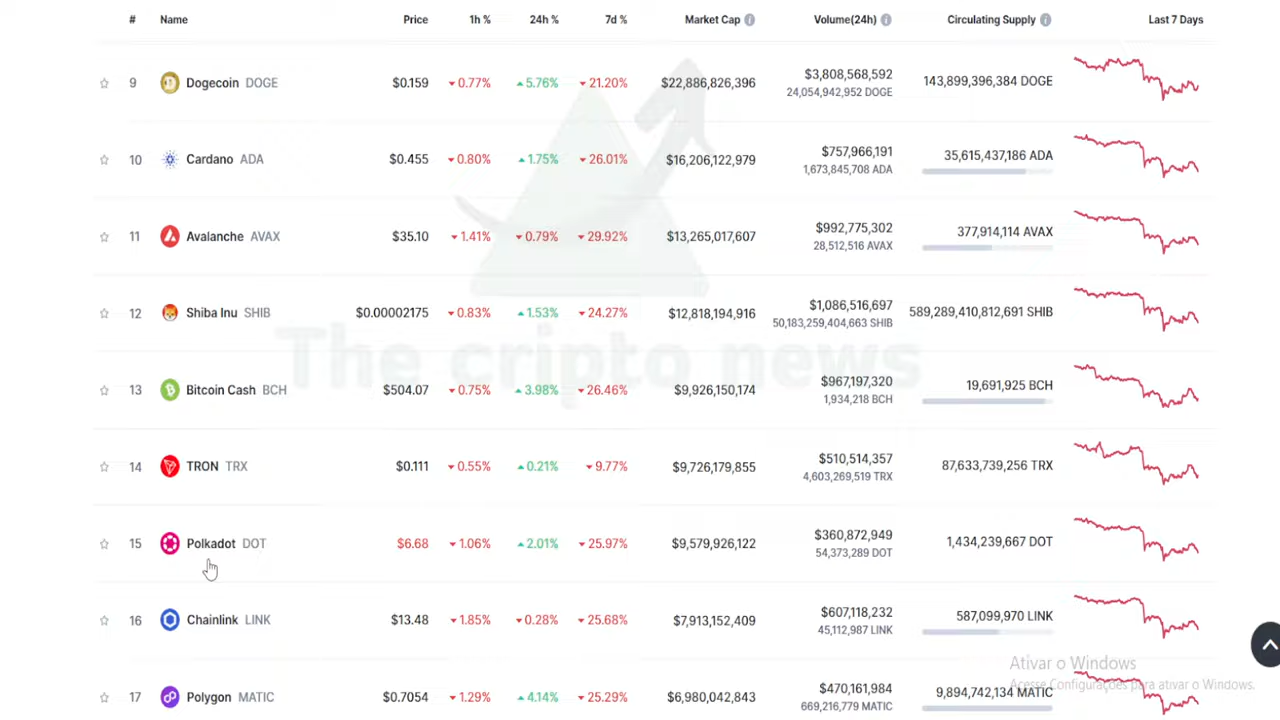 # Name Price 1h % 24h % 7d % Market Cap Volume(24h) Circulating Supply Last 7 Days
9 Dogecoin DOGE $0.159 0.77% 5.76% 21.20% $22,886,826,396 $3,808,568,592 143,899,396,384 DOGE
24,054,942,952 DOGE
10 Cardano ADA $0.455 0.80% 1.75% 26.01% $16,206,122,979 $757,966,191 35,615,437,186 ADA
1,673,845,708 ADA
11 Avalanche AVAX $35.10 1.41% 0.79% 29.92% $13,265,017,607 $992,775,302 377,914,114 AVAX
28,512,516 AVAX
12 Shiba Inu SHIB $0.00002175 0.83% 1.53% 24.27% $12,818,194,916 $1,086,516,697 589,289,410,812,691 SHIB
50,183,259,404,663 SHIB
The cripto news
13 Bitcoin Cash BCH $504.07 0.75% 3.98% 26.46% $9,926,150,174 $967,197,320 19,691,925 BCH
1,934,218 BCH
14 TRON TRX $0.111 0.55% 0.21% 9.77% $9,726,179,855 $510,514,357 87,633,739,256 TRX
4,603,269,519 TRX
15 Polkadot DOT $6.68 1.06% 2.01% 25.97% $9,579,926,122 $360,872,949 1,434,239,667 DOT
54,373,289 DOT
16 Chainlink LINK $13.48 1.85% 0.28% 25.68% $7,913,152,409 $607,118,232 587,099,970 LINK
45,112,987 LINK
Ativar o Windows
Acesse Configurações para ativar o Windows.
17 Polygon MATIC $0.7054 1.29% 4.14% 25.29% $6,980,042,843 $470,161,984 9,894,742,134 MATIC
669,216,779 MATIC